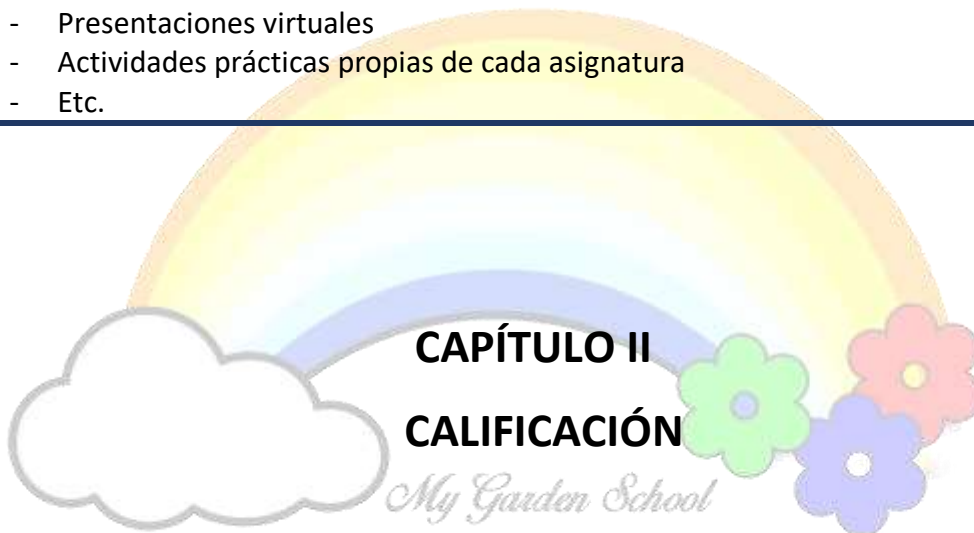 - Presentaciones virtuales
- Actividades prácticas propias de cada asignatura
- Etc.
CAPÍTULO II
CALIFICACIÓN
My Garden School